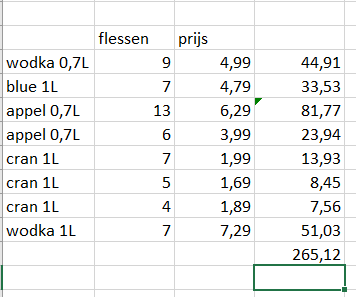 flessen prijs
wodka 0,7L 9 4,99 44,91
blue 1L 7 4,79 33,53
appel 0,7L 13 6,29 81,77
appel 0,7L 6 3,99 23,94
cran 1L 7 1,99 13,93
cran 1L 5 1,69 8,45
cran 1L 4 1,89 7,56
wodka 1L 7 7,29 51,03
265,12